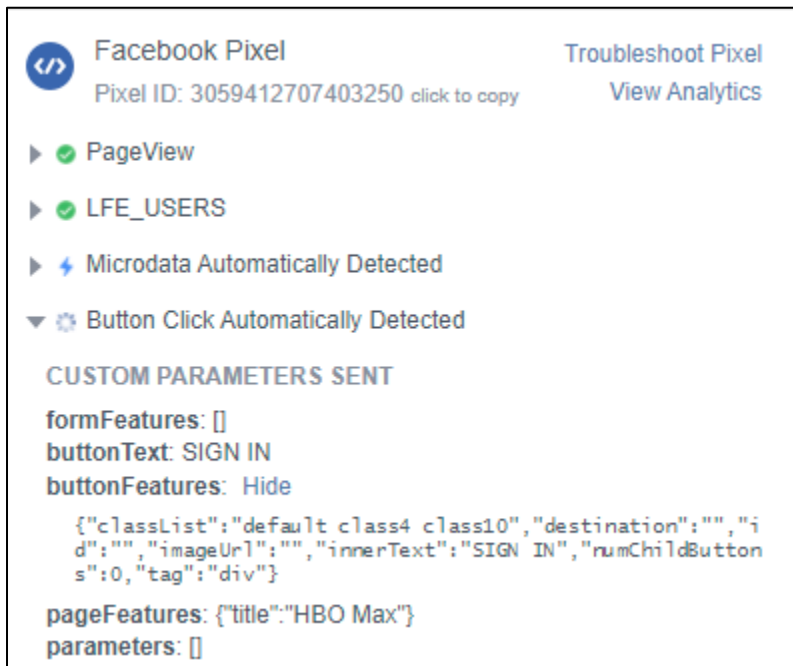 Facebook Pixel
Troubleshoot Pixel
Pixel ID: 3059412707403250 click to copy
View Analytics
PageView
LFE_USERS
Microdata Automatically Detected
Button Click Automatically Detected
CUSTOM PARAMETERS SENT
formFeatures: []
buttonText: SIGN IN
buttonFeatures: Hide
{"classList":"default class4 class10","destination":"","i
d":"","imageUrl":"","innerText":"SIGN IN","numChildButton
s":0,"tag":"div"}
pageFeatures: {"title":"HBO Max"}
parameters: []